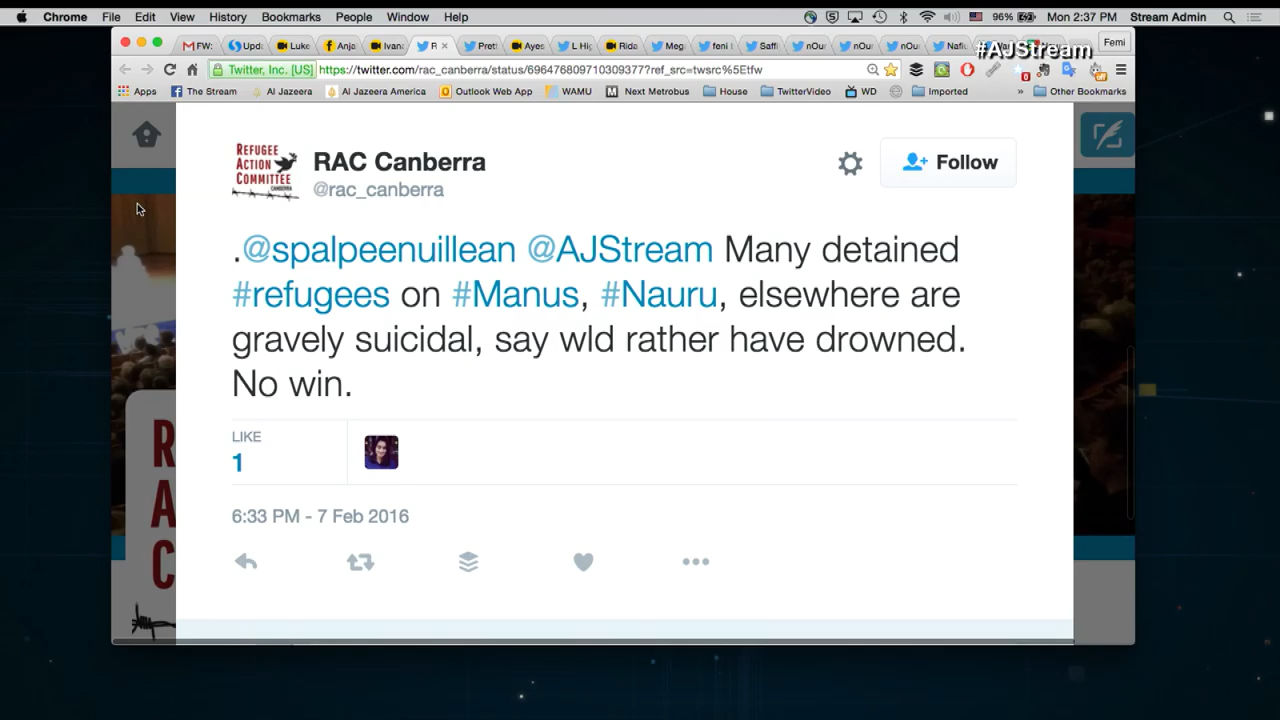 Chrome File Edit View History Bookmarks People Window Help
96% Mon 2:37 PM Stream Admin
FW: Upd: Luke Anja Ivana R Pret Ayes L Hig Rida Meg feni I Saffi nOur nOur nOur Nafi
Femi
#AJStream
Twitter, Inc. [US] https://twitter.com/rac_canberra/status/696476809710309377?ref_src=twsrc%5Etfw
Apps The Stream Al Jazeera Al Jazeera America Outlook Web App WAMU Next Metrobus House TwitterVideo WD Imported » Other Bookmarks
REFUGEE
ACTION
COMMITTEE
CANBERRA
RAC Canberra
@rac_canberra
Follow
.@spalpeenuillean @AJStream Many detained
#refugees on #Manus, #Nauru, elsewhere are
gravely suicidal, say wld rather have drowned.
No win.
LIKE
1
6:33 PM - 7 Feb 2016
R
A
C